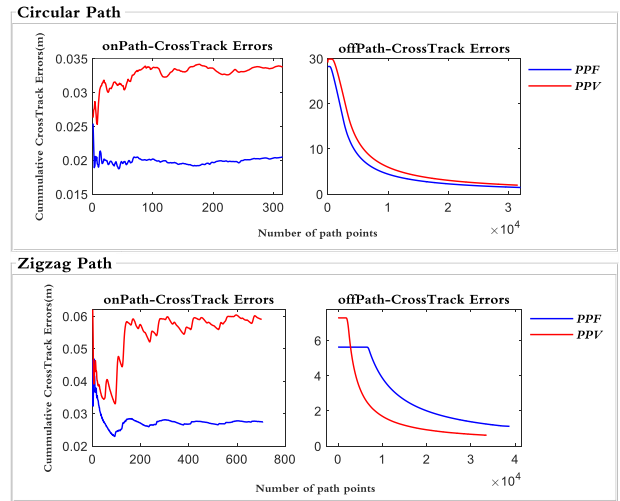 Circular Path
onPath-CrossTrack Errors
offPath-CrossTrack Errors
Cummulative CrossTrack Errors(m)
0.035
0.03
0.025
0.02
0.015
0
100
200
300
30
20
10
0
0
1
2
3
×10^4
PPF
PPV
Number of path points
Zigzag Path
onPath-CrossTrack Errors
offPath-CrossTrack Errors
Cummulative CrossTrack Errors(m)
0.06
0.05
0.04
0.03
0.02
0
200
400
600
800
6
4
2
0
0
1
2
3
4
×10^4
PPF
PPV
Number of path points